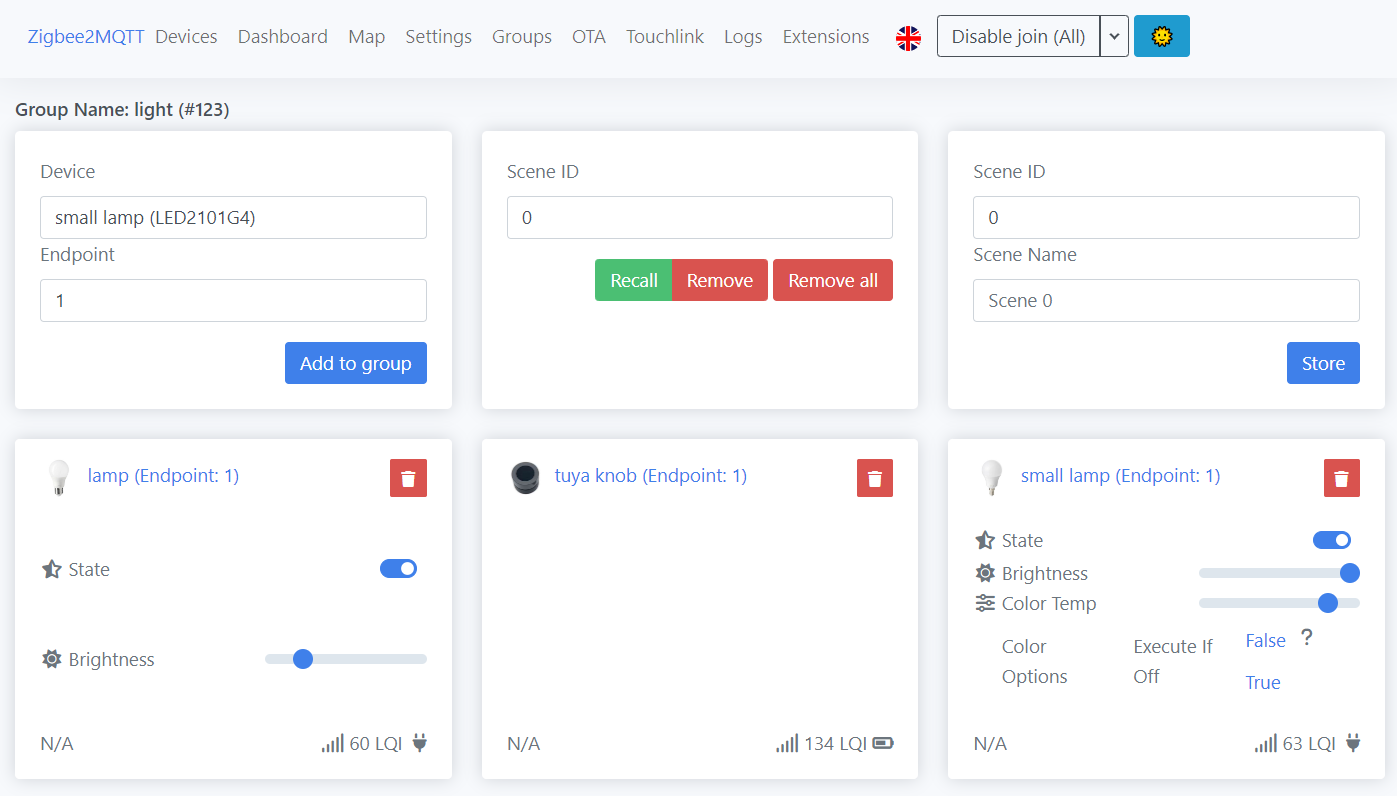 Zigbee2MQTT Devices Dashboard Map Settings Groups OTA Touchlink Logs Extensions Disable join (All)
Group Name: light (#123)
Device
small lamp (LED2101G4)
Endpoint
1
Add to group
Scene ID
0
Recall Remove Remove all
Scene ID
0
Scene Name
Scene 0
Store
lamp (Endpoint: 1)
State
Brightness
N/A 60 LQI
tuya knob (Endpoint: 1)
N/A 134 LQI
small lamp (Endpoint: 1)
State
Brightness
Color Temp
Color Options
Execute If Off
False ?
True
N/A 63 LQI